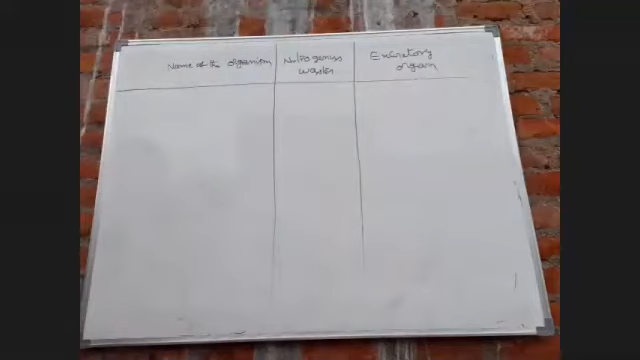 Name of the organism
Nitrogenous
wastes
Excretory
organ